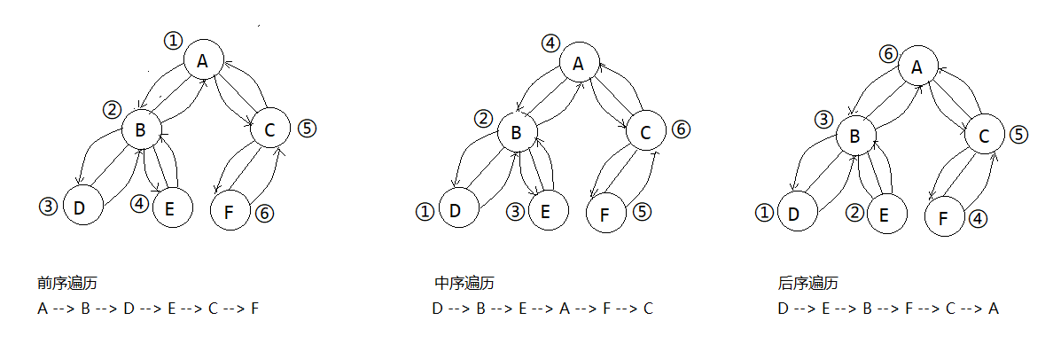 ①
A
②
B
C
⑤
③
D
④
E
F
⑥
前序遍历
A --> B --> D --> E --> C --> F
④
A
②
B
C
⑥
①
D
③
E
F
⑤
中序遍历
D --> B --> E --> A --> F --> C
⑥
A
③
B
C
⑤
①
D
②
E
F
④
后序遍历
D --> E --> B --> F --> C --> A